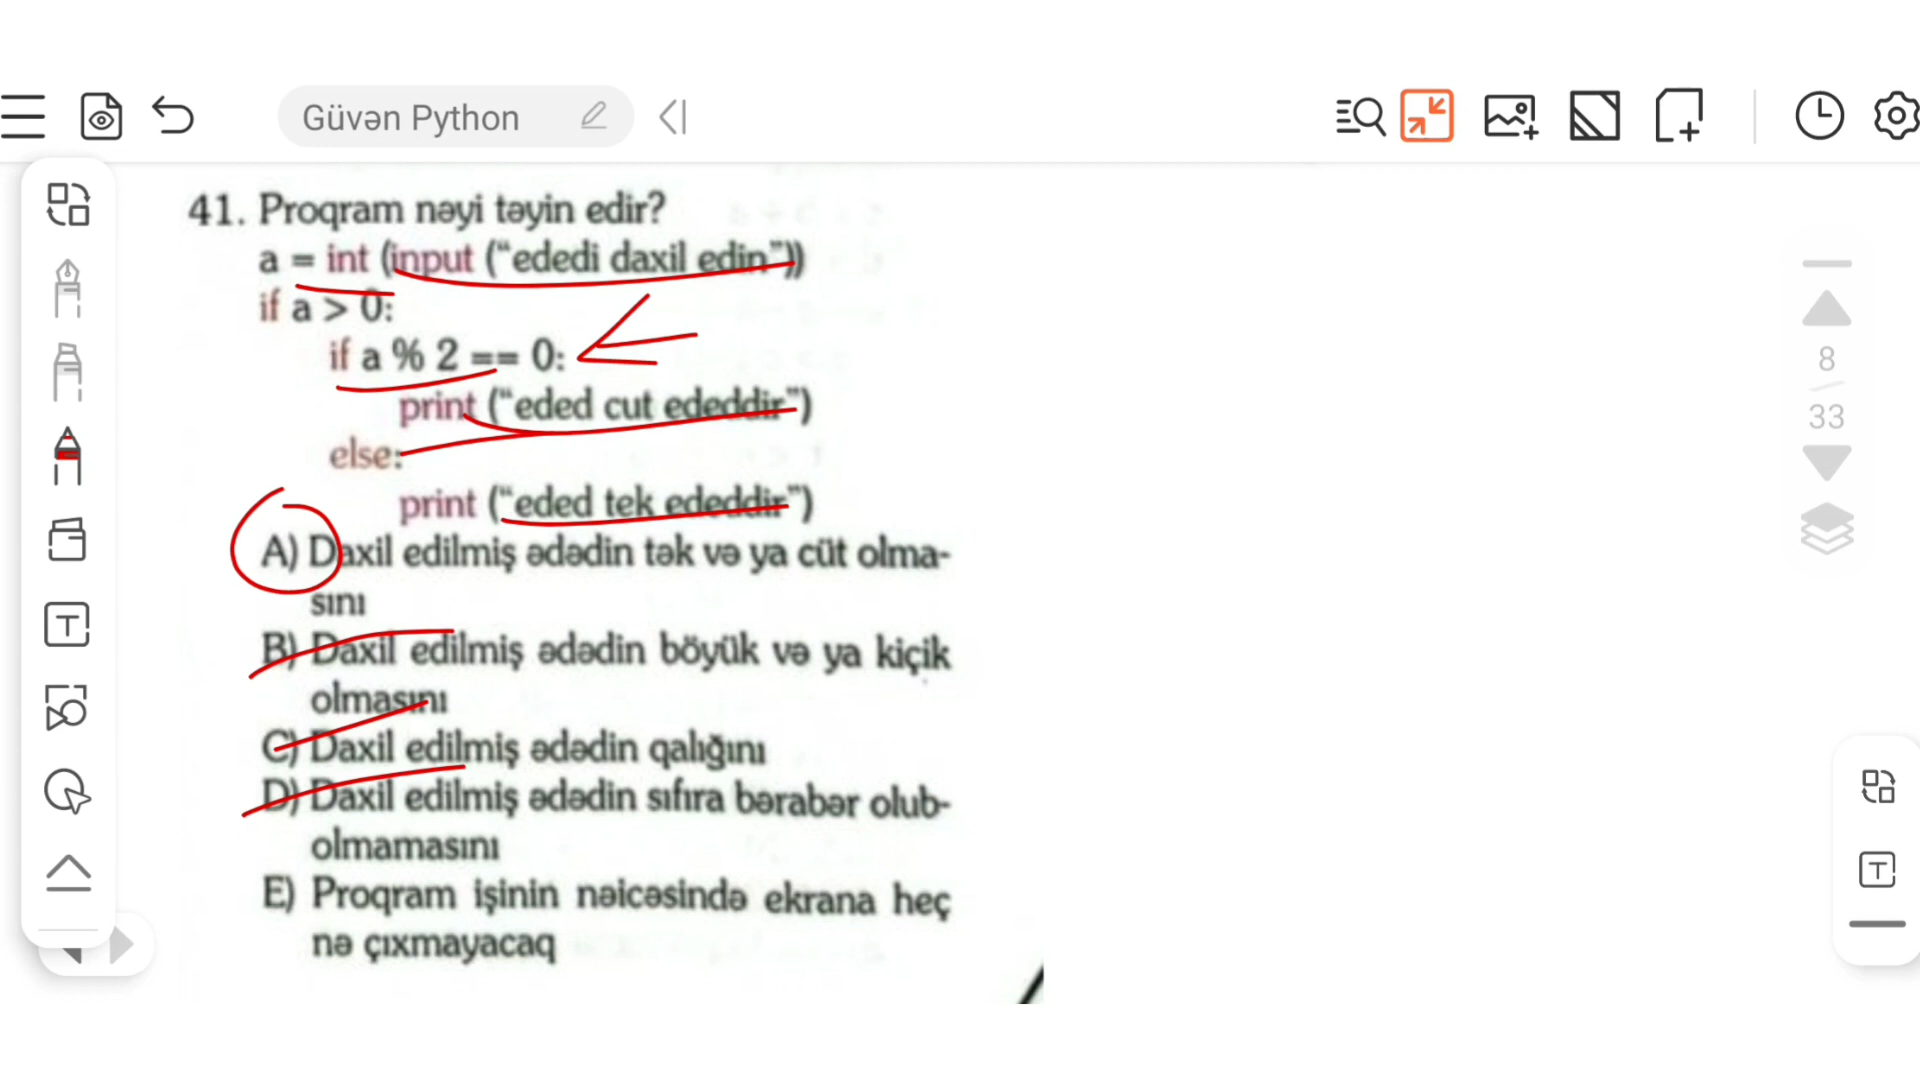 Güvən Python
41. Proqram nəyi təyin edir?
a = int (input (“ededi daxil edin”))
if a > 0:
if a % 2 == 0:
print (“eded cut ededdir”)
else:
print (“eded tek ededdir”)
A) Daxil edilmiş ədədin tək və ya cüt olma-
sını
B) Daxil edilmiş ədədin böyük və ya kiçik
olmasını
C) Daxil edilmiş ədədin qalığını
D) Daxil edilmiş ədədin sıfıra bərabər olub-
olmamasını
E) Proqram işinin nəicəsində ekrana heç
nə çıxmayacaq
8
33